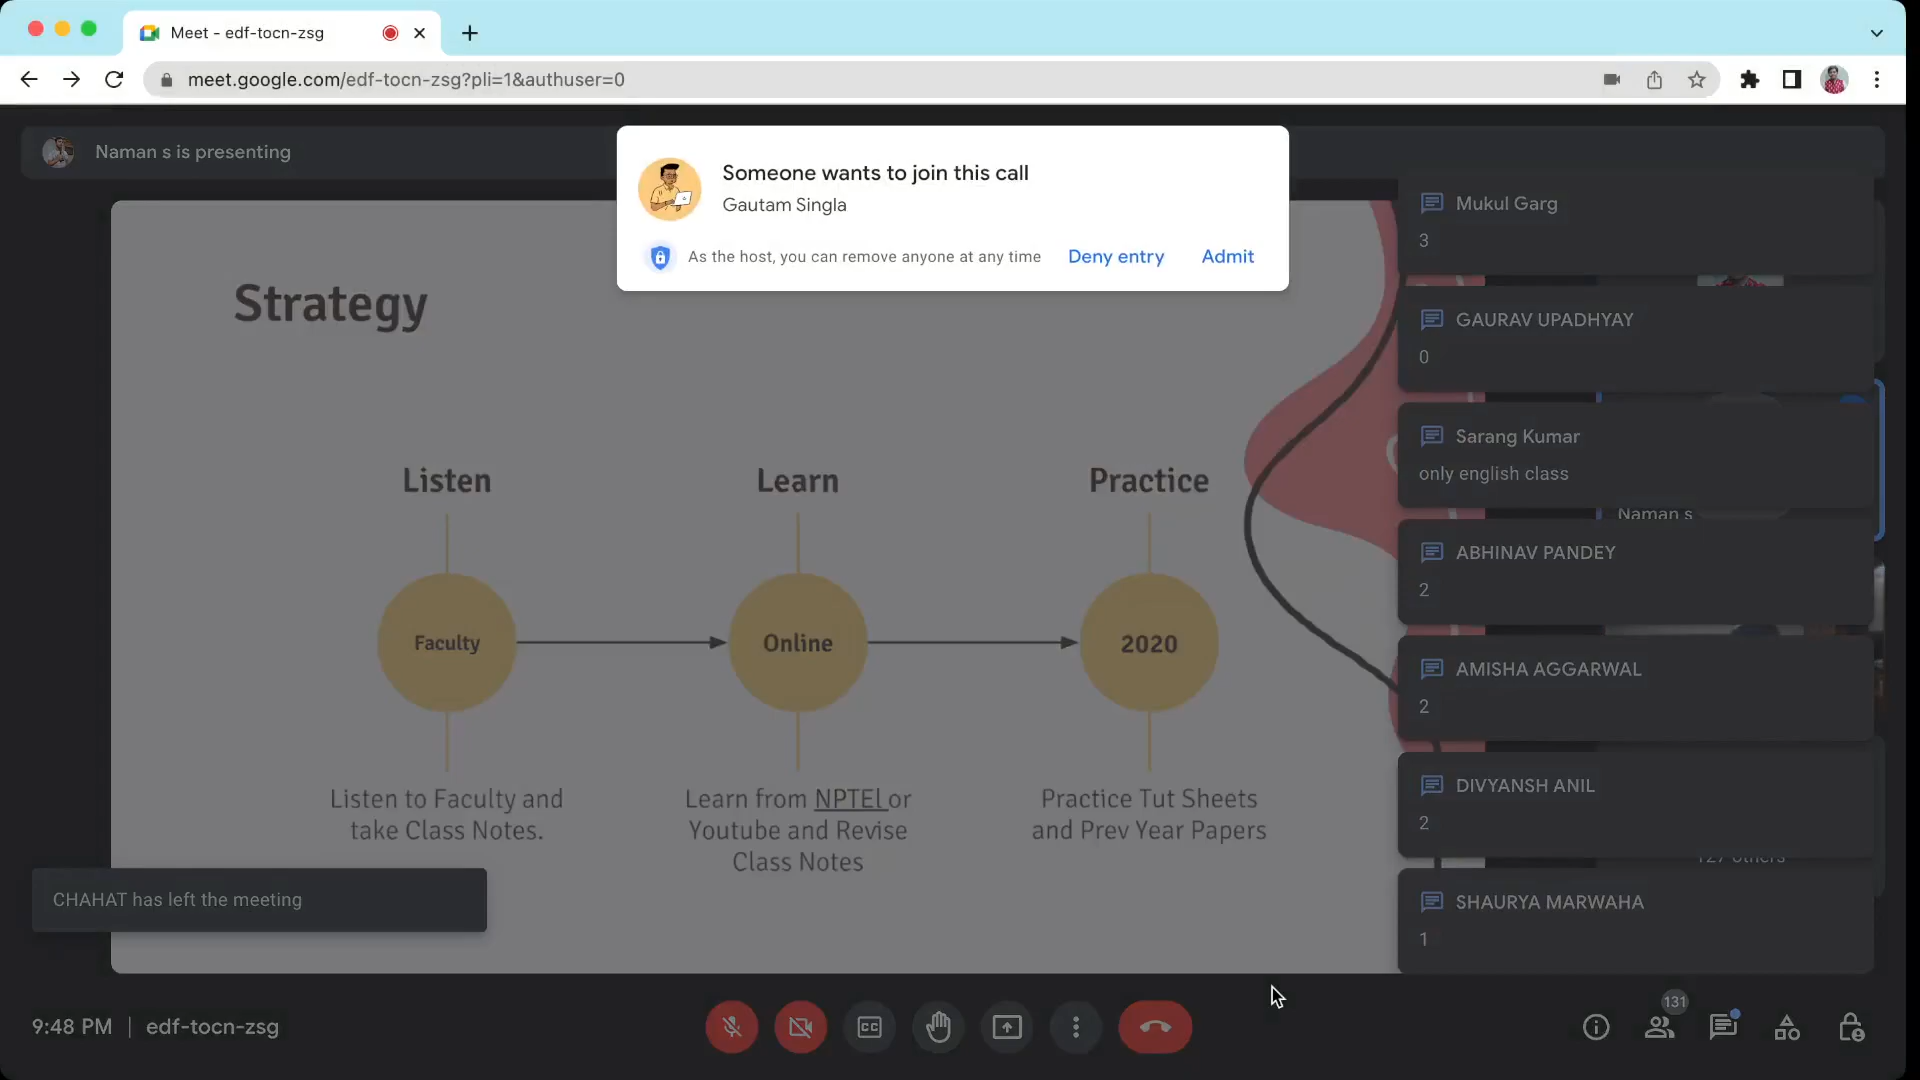 Meet - edf-tocn-zsg
meet.google.com/edf-tocn-zsg?pli=1&authuser=0
Naman s is presenting
Someone wants to join this call
Gautam Singla
As the host, you can remove anyone at any time
Deny entry
Admit
Strategy
Listen
Learn
Practice
Faculty
Online
2020
Listen to Faculty and
take Class Notes.
Learn from NPTEl or
Youtube and Revise
Class Notes
Practice Tut Sheets
and Prev Year Papers
Mukul Garg
3
GAURAV UPADHYAY
0
Sarang Kumar
only english class
Naman s
ABHINAV PANDEY
2
AMISHA AGGARWAL
2
DIVYANSH ANIL
2
127 others
SHAURYA MARWAHA
1
CHAHAT has left the meeting
9:48 PM | edf-tocn-zsg
CC
131